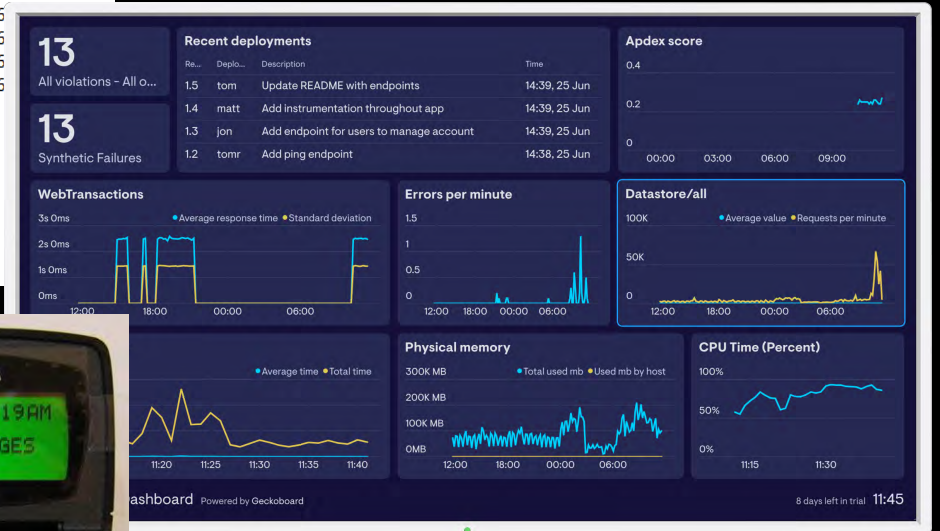 13
All violations - All o...
13
Synthetic Failures
Recent deployments
Re... Deplo... Description Time
1.5 tom Update README with endpoints 14:39, 25 Jun
1.4 matt Add instrumentation throughout app 14:39, 25 Jun
1.3 jon Add endpoint for users to manage account 14:39, 25 Jun
1.2 tomr Add ping endpoint 14:38, 25 Jun
Apdex score
0.4
0.2
0
00:00 03:00 06:00 09:00
WebTransactions
Average response time Standard deviation
3s 0ms
2s 0ms
1s 0ms
0ms
12:00 18:00 00:00 06:00
Errors per minute
1.5
1
0.5
0
12:00 18:00 00:00 06:00
Datastore/all
Average value Requests per minute
100K
50K
0
12:00 18:00 00:00 06:00
Average time Total time
11:20 11:25 11:30 11:35 11:40
Physical memory
Total used mb Used mb by host
300K MB
200K MB
100K MB
0MB
12:00 18:00 00:00 06:00
CPU Time (Percent)
100%
50%
0%
11:15 11:30
19AM
GES
ashboard Powered by Geckoboard
8 days left in trial 11:45